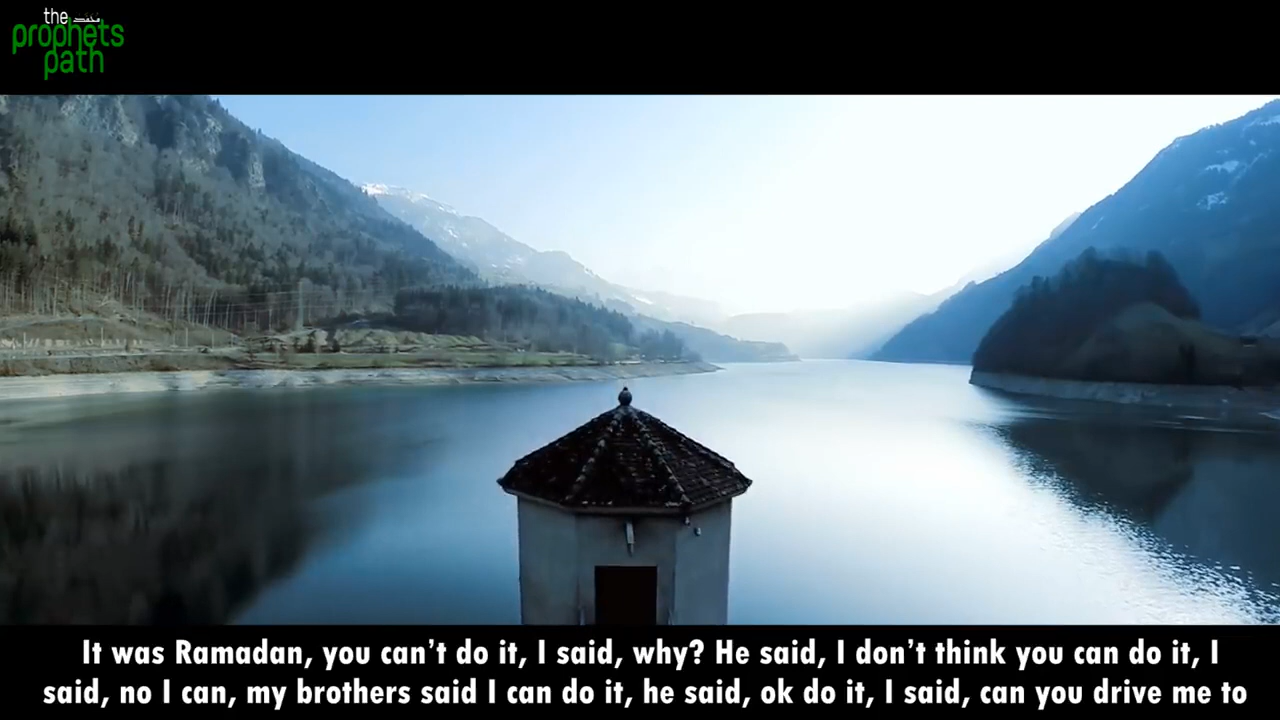 the
prophets
path
It was Ramadan, you can’t do it, I said, why? He said, I don’t think you can do it, I
said, no I can, my brothers said I can do it, he said, ok do it, I said, can you drive me to